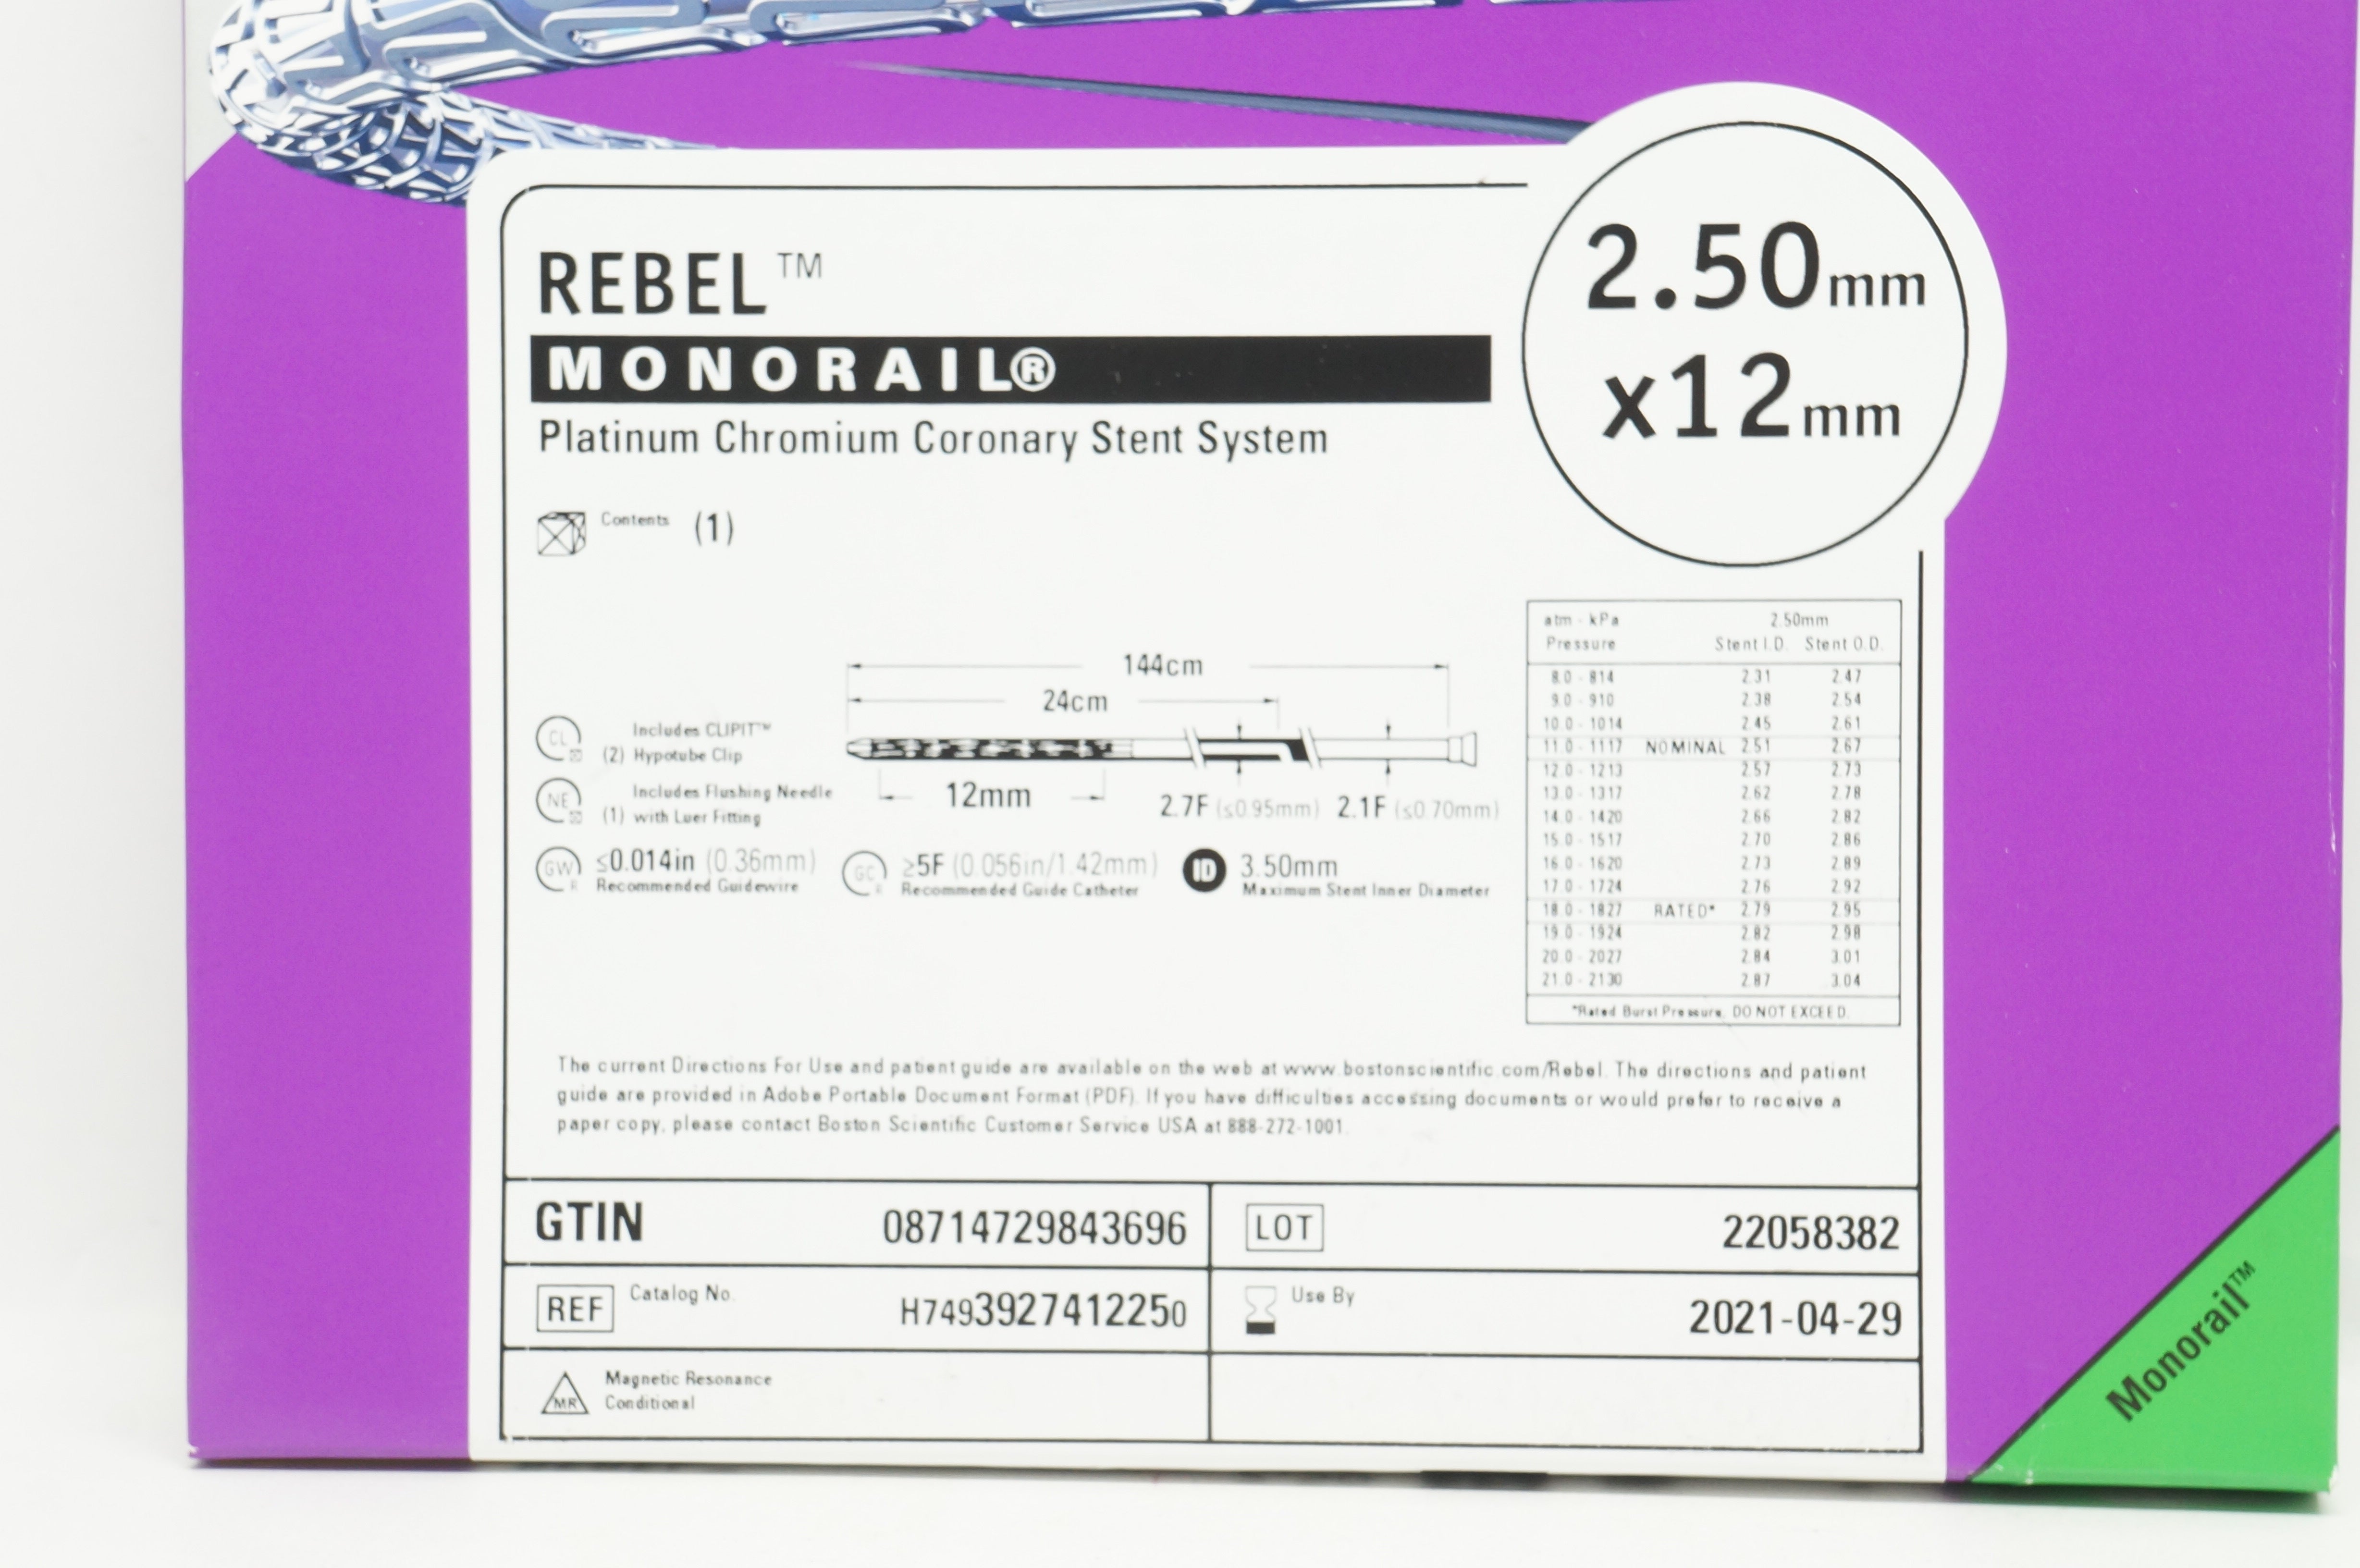 REBEL™
MONORAIL®
Platinum Chromium Coronary Stent System
2.50mm
x12mm
Contents (1)
144cm
24cm
12mm
2.7F (≤0.95mm) 2.1F (≤0.70mm)
CL Includes CLIPIT™
(2) Hypotube Clip
NE Includes Flushing Needle
(1) with Luer Fitting
GW R ≤0.014in (0.36mm)
Recommended Guidewire
GC R ≥5F (0.056in/1.42mm)
Recommended Guide Catheter
ID 3.50mm
Maximum Stent Inner Diameter
atm - kPa 2.50mm
Pressure Stent I.D. Stent O.D.
8.0 - 814 2.31 2.47
9.0 - 910 2.38 2.54
10.0 - 1014 2.45 2.61
11.0 - 1117 NOMINAL 2.51 2.67
12.0 - 1213 2.57 2.73
13.0 - 1317 2.62 2.78
14.0 - 1420 2.66 2.82
15.0 - 1517 2.70 2.86
16.0 - 1620 2.73 2.89
17.0 - 1724 2.76 2.92
18.0 - 1827 RATED* 2.79 2.95
19.0 - 1924 2.82 2.98
20.0 - 2027 2.84 3.01
21.0 - 2130 2.87 3.04
*Rated Burst Pressure. DO NOT EXCEED.
The current Directions For Use and patient guide are available on the web at www.bostonscientific.com/Rebel. The directions and patient
guide are provided in Adobe Portable Document Format (PDF). If you have difficulties accessing documents or would prefer to receive a
paper copy, please contact Boston Scientific Customer Service USA at 888-272-1001.
GTIN 08714729843696
LOT 22058382
REF Catalog No. H7493927412250
Use By 2021-04-29
MR Magnetic Resonance
Conditional
Monorail™